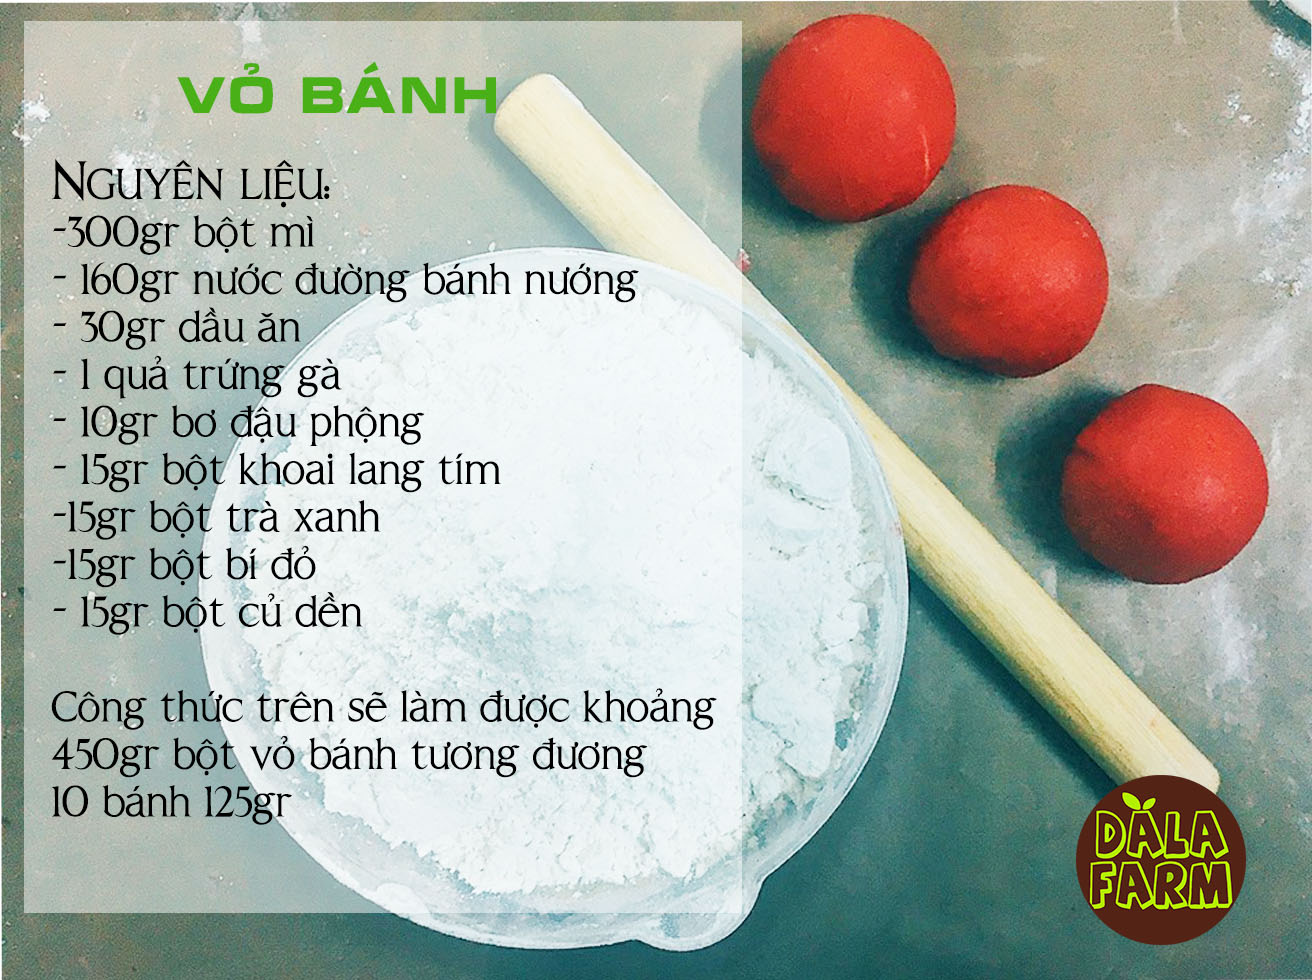 VỎ BÁNH
NGUYÊN LIỆU:
-300gr bột mì
- 160gr nước đường bánh nướng
- 30gr dầu ăn
- 1 quả trứng gà
- 10gr bơ đậu phộng
- 15gr bột khoai lang tím
-15gr bột trà xanh
-15gr bột bí đỏ
- 15gr bột củ dền
Công thức trên sẽ làm được khoảng
450gr bột vỏ bánh tương đương
10 bánh 125gr
DALA
FARM